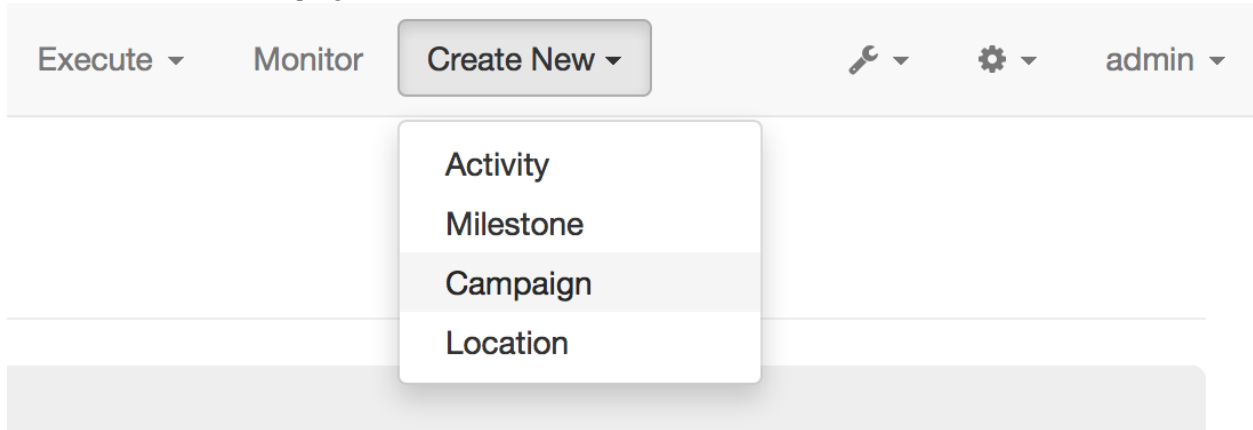 Execute Monitor Create New admin
Activity
Milestone
Campaign
Location